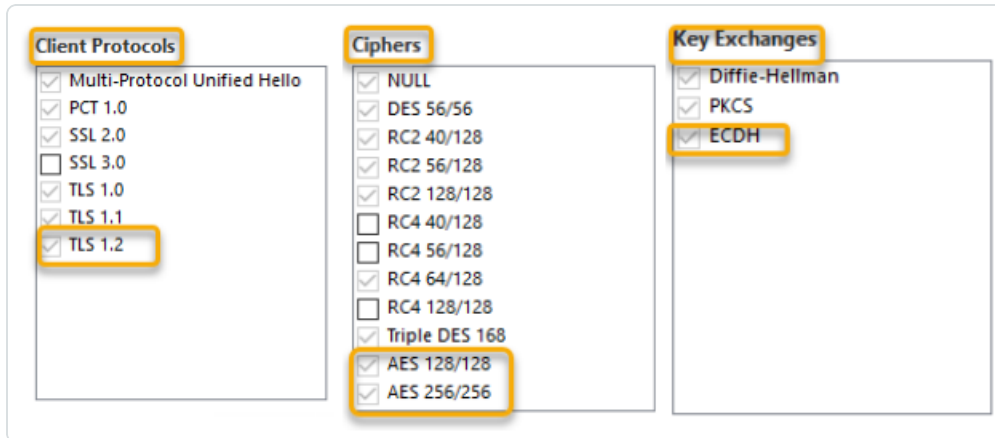 Client Protocols
Multi-Protocol Unified Hello
PCT 1.0
SSL 2.0
SSL 3.0
TLS 1.0
TLS 1.1
TLS 1.2
Ciphers
NULL
DES 56/56
RC2 40/128
RC2 56/128
RC2 128/128
RC4 40/128
RC4 56/128
RC4 64/128
RC4 128/128
Triple DES 168
AES 128/128
AES 256/256
Key Exchanges
Diffie-Hellman
PKCS
ECDH